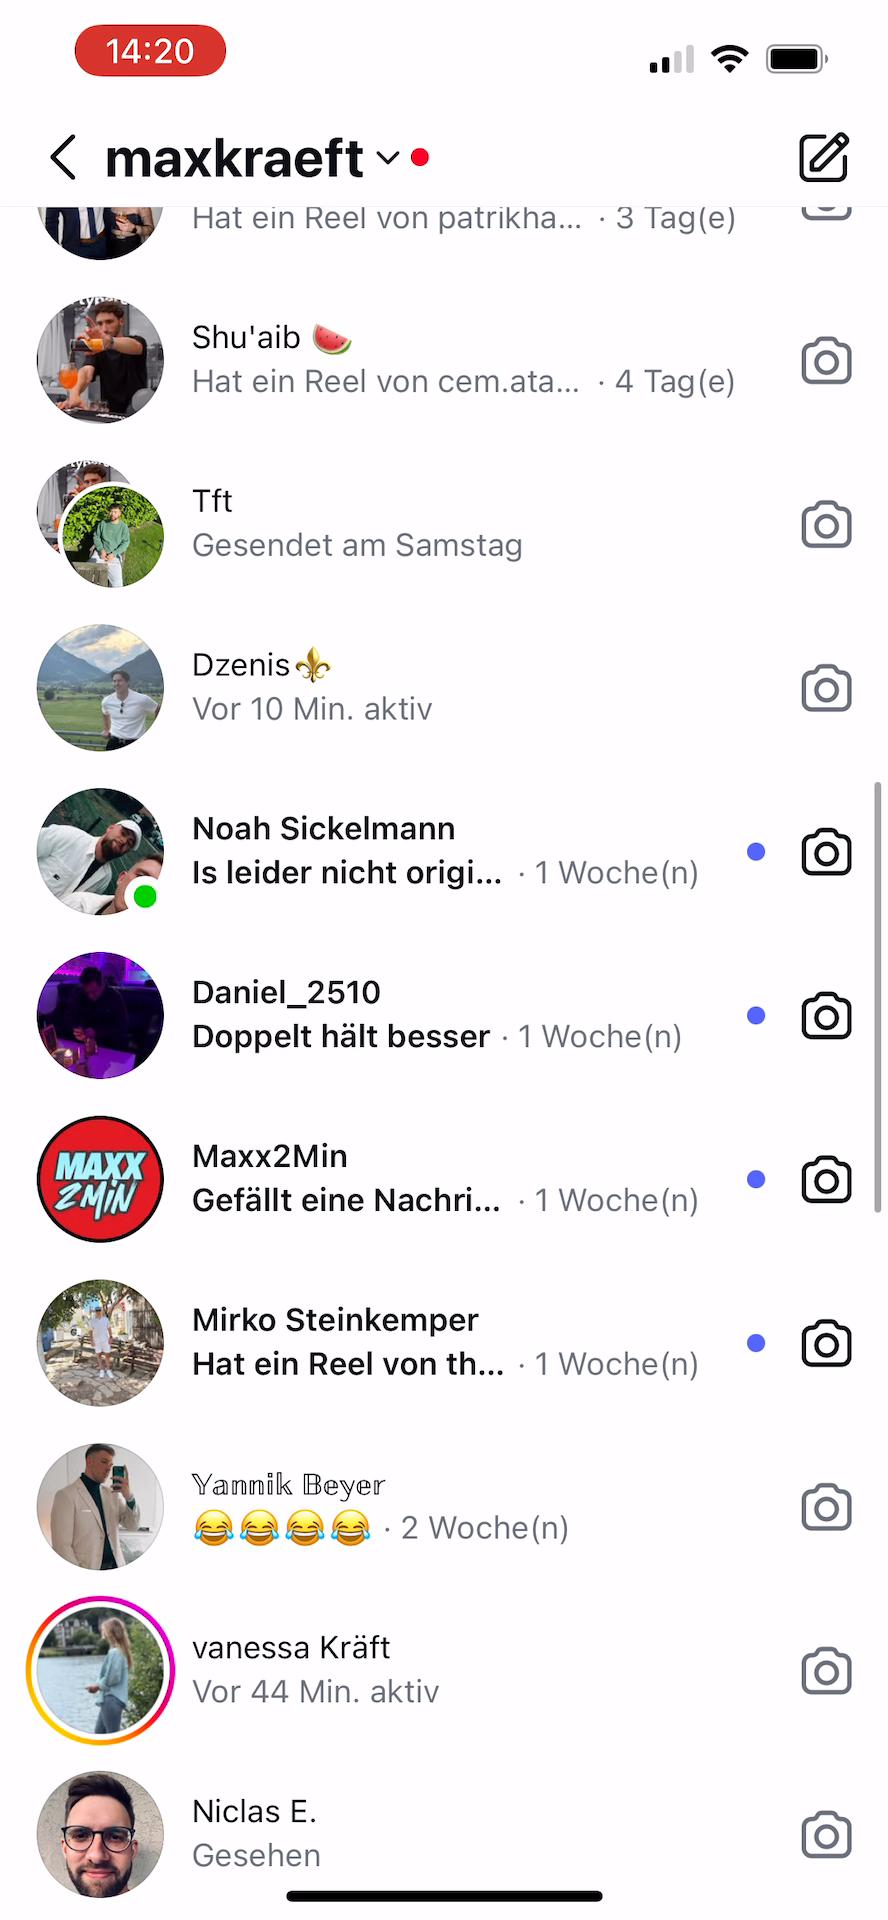 14:20
maxkraeft
Hat ein Reel von patrikha... · 3 Tag(e)
Shu'aib 🍉
Hat ein Reel von cem.ata... · 4 Tag(e)
Tft
Gesendet am Samstag
Dzenis⚜️
Vor 10 Min. aktiv
Noah Sickelmann
Is leider nicht origi... · 1 Woche(n)
Daniel_2510
Doppelt hält besser · 1 Woche(n)
MAXX
2MiN
Maxx2Min
Gefällt eine Nachri... · 1 Woche(n)
Mirko Steinkemper
Hat ein Reel von th... · 1 Woche(n)
𝕐𝕒𝕟𝕟𝕚𝕜 𝔹𝕖𝕪𝕖𝕣
😂😂😂😂 · 2 Woche(n)
vanessa Kräft
Vor 44 Min. aktiv
Niclas E.
Gesehen